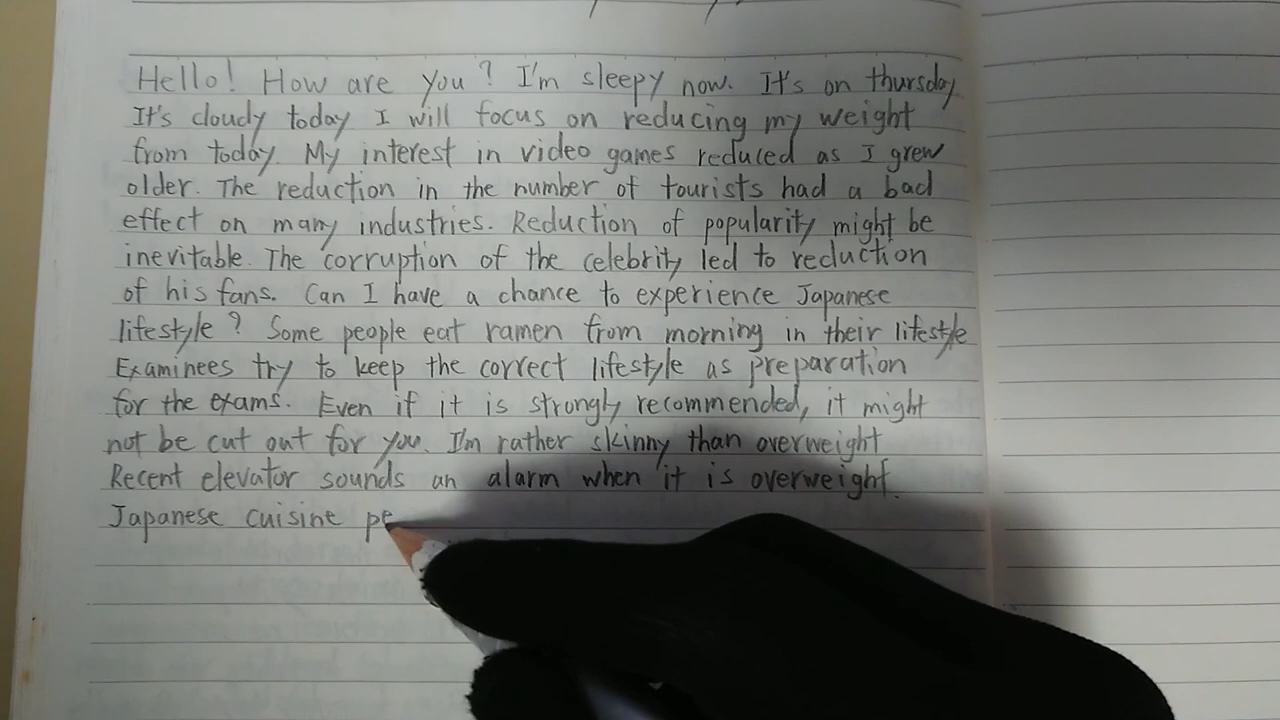 Hello! How are you? I'm sleepy now. It's on thursday
It's cloudy today I will focus on reducing my weight
from today. My interest in video games reduced as I grew
older. The reduction in the number of tourists had a bad
effect on many industries. Reduction of popularity might be
inevitable. The corruption of the celebrity led to reduction
of his fans. Can I have a chance to experience Japanese
lifestyle? Some people eat ramen from morning in their lifestyle
Examinees try to keep the correct lifestyle as preparation
for the exams. Even if it is strongly recommended, it might
not be cut out for you. I'm rather skinny than overweight
Recent elevator sounds an alarm when it is overweight.
Japanese cuisine pe